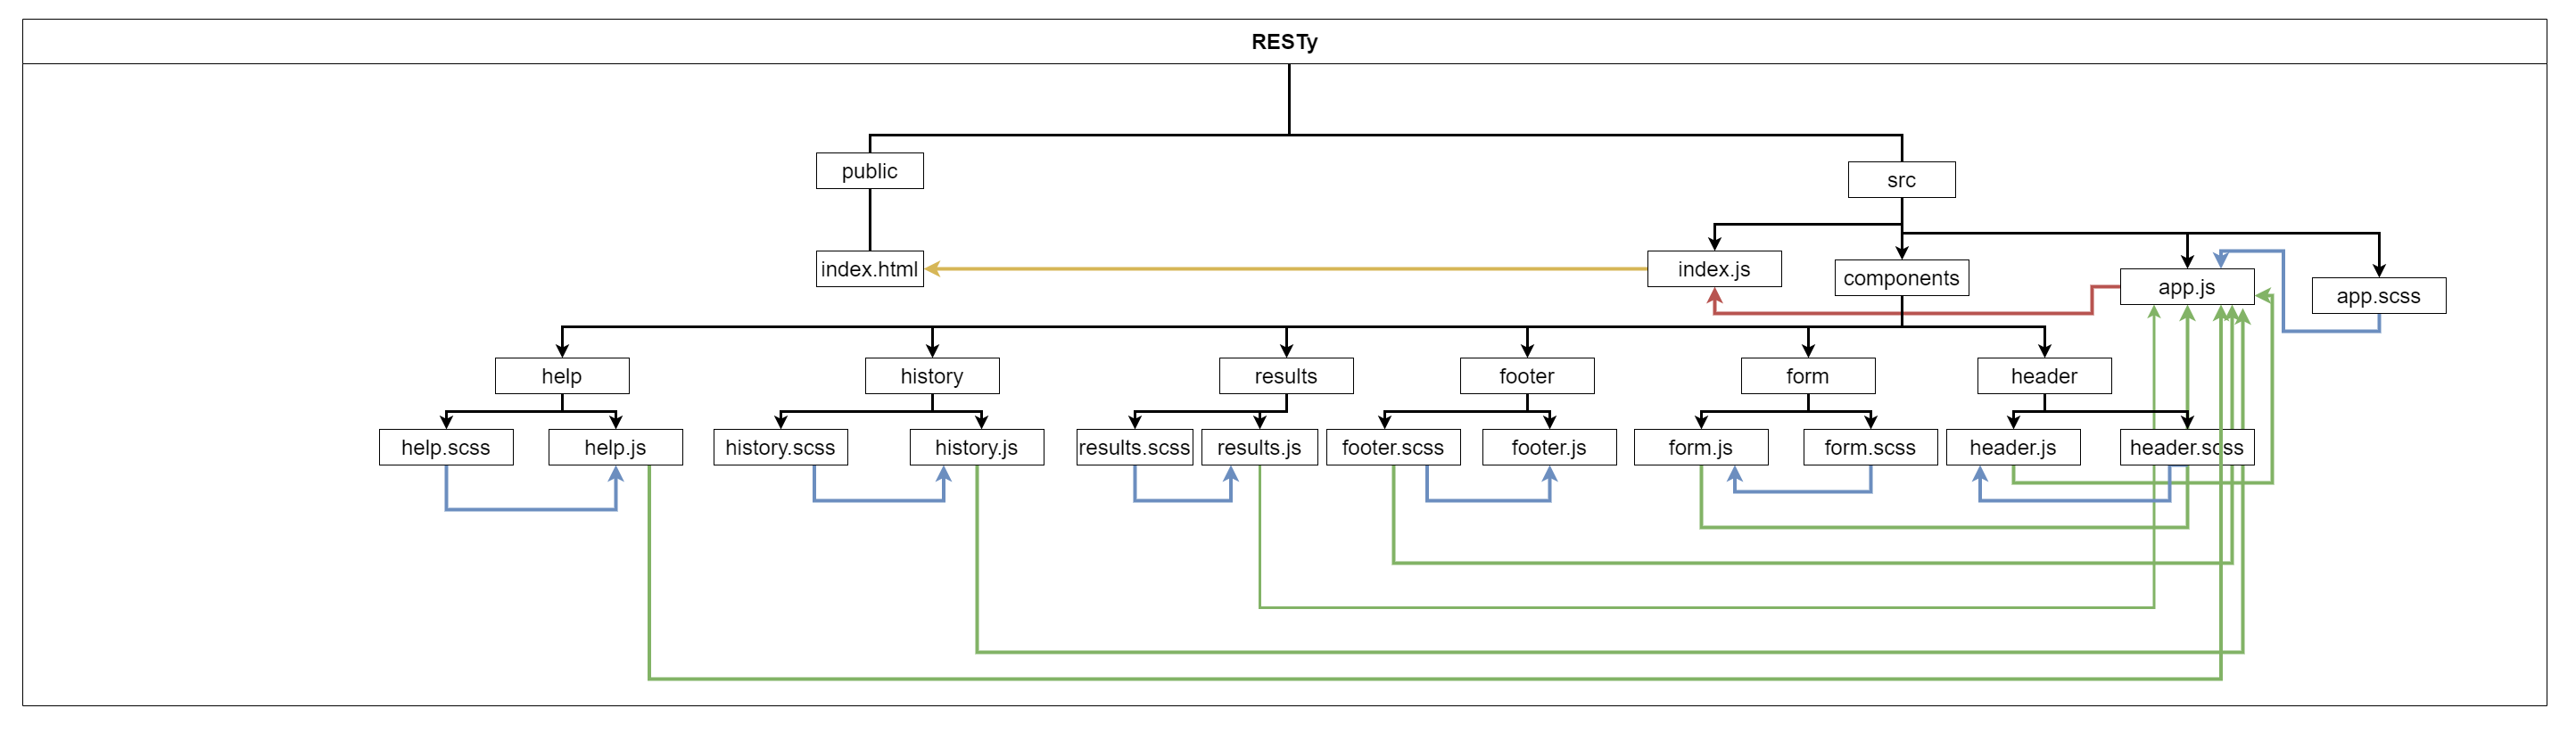 RESTy
public
src
index.html
index.js
components
app.js
app.scss
help
history
results
footer
form
header
help.scss
help.js
history.scss
history.js
results.scss
results.js
footer.scss
footer.js
form.js
form.scss
header.js
header.scss